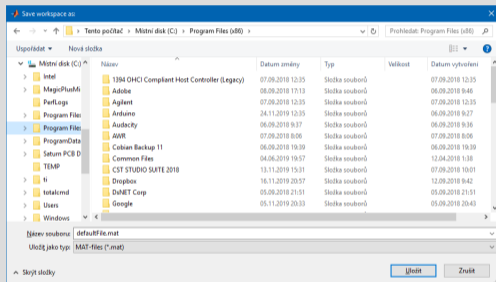 Save workspace as
Tento počítač > Místní disk (C:) > Program Files (x86) >
Prohledat: Program Files (x86)
Uspořádat Nová složka
Místní disk (C:)
Intel
MagicPlusMi
PerfLogs
Program Files
Program Files
ProgramData
Saturn PCB D
TEMP
ti
totalcmd
Users
Windows
Název Datum změny Typ Velikost Datum vytvoření
1394 OHCI Compliant Host Controller (Legacy) 07.09.2018 12:35 Složka souborů 07.09.2018 12:35
Adobe 08.09.2018 17:13 Složka souborů 06.09.2018 9:46
Agilent 07.09.2018 12:35 Složka souborů 07.09.2018 12:35
Arduino 24.11.2019 12:35 Složka souborů 06.09.2018 9:27
Audacity 06.09.2018 9:37 Složka souborů 06.09.2018 9:36
AWR 07.09.2018 8:06 Složka souborů 07.09.2018 8:06
Cobian Backup 11 06.09.2018 19:39 Složka souborů 06.09.2018 19:39
Common Files 04.06.2019 19:57 Složka souborů 12.04.2018 1:38
CST STUDIO SUITE 2018 13.11.2019 15:31 Složka souborů 07.09.2018 10:01
Dropbox 16.11.2019 20:57 Složka souborů 12.09.2018 9:42
DxNET Corp 05.09.2018 21:51 Složka souborů 05.09.2018 21:51
Google 05.11.2019 20:33 Složka souborů 05.09.2018 20:43
Název souboru: defaultFile.mat
Uložit jako typ: MAT-files (*.mat)
Skrýt složky
Uložit Zrušit